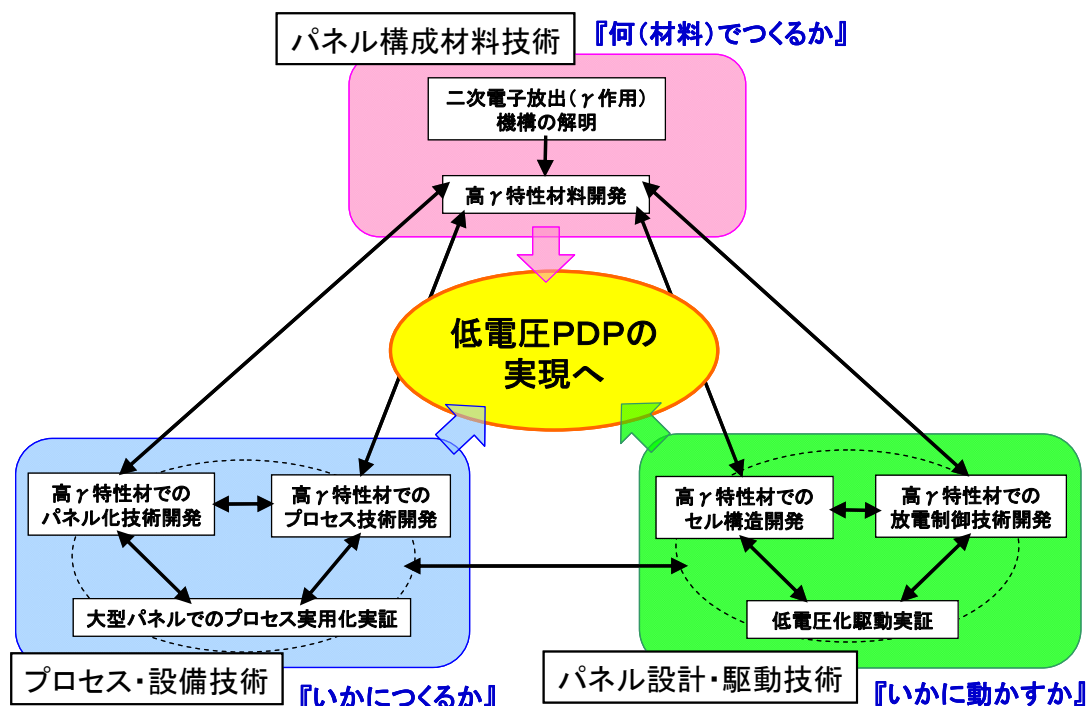 パネル構成材料技術
『何(材料)でつくるか』
二次電子放出(γ作用)
機構の解明
高γ特性材料開発
低電圧PDPの
実現へ
高γ特性材での
パネル化技術開発
高γ特性材での
プロセス技術開発
大型パネルでのプロセス実用化実証
プロセス・設備技術
『いかにつくるか』
高γ特性材での
セル構造開発
高γ特性材での
放電制御技術開発
低電圧化駆動実証
パネル設計・駆動技術
『いかに動かすか』